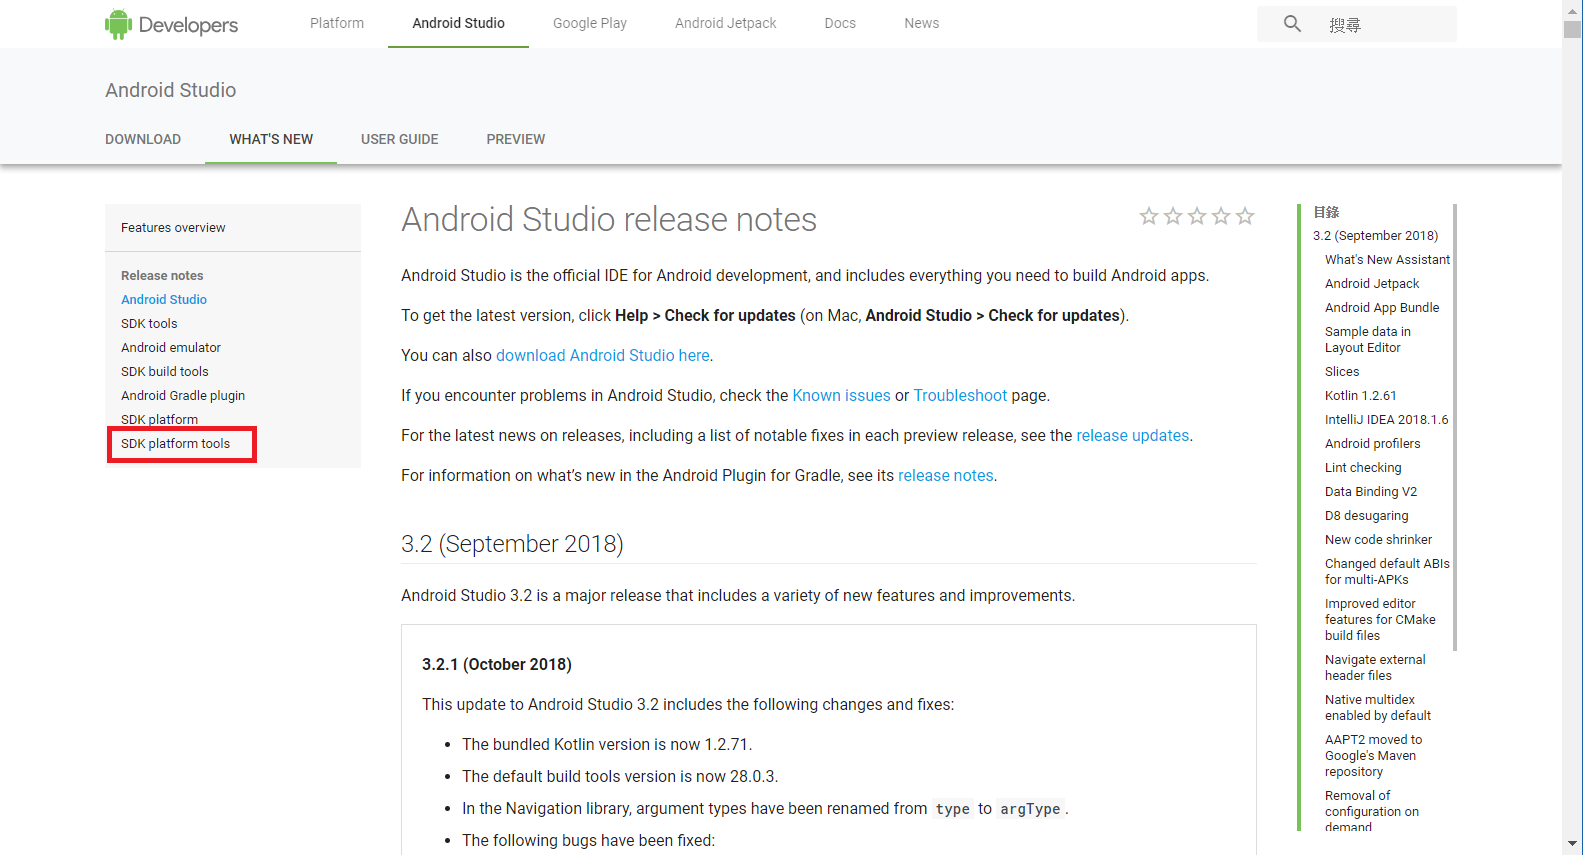 Developers
Platform
Android Studio
Google Play
Android Jetpack
Docs
News
搜尋
Android Studio
DOWNLOAD
WHAT'S NEW
USER GUIDE
PREVIEW
Features overview
Release notes
Android Studio
SDK tools
Android emulator
SDK build tools
Android Gradle plugin
SDK platform
SDK platform tools
Android Studio release notes
Android Studio is the official IDE for Android development, and includes everything you need to build Android apps.
To get the latest version, click Help > Check for updates (on Mac, Android Studio > Check for updates).
You can also download Android Studio here.
If you encounter problems in Android Studio, check the Known issues or Troubleshoot page.
For the latest news on releases, including a list of notable fixes in each preview release, see the release updates.
For information on what's new in the Android Plugin for Gradle, see its release notes.
3.2 (September 2018)
Android Studio 3.2 is a major release that includes a variety of new features and improvements.
3.2.1 (October 2018)
This update to Android Studio 3.2 includes the following changes and fixes:
• The bundled Kotlin version is now 1.2.71.
• The default build tools version is now 28.0.3.
• In the Navigation library, argument types have been renamed from type to argType.
• The following bugs have been fixed:
目錄
3.2 (September 2018)
What's New Assistant
Android Jetpack
Android App Bundle
Sample data in
Layout Editor
Slices
Kotlin 1.2.61
IntelliJ IDEA 2018.1.6
Android profilers
Lint checking
Data Binding V2
D8 desugaring
New code shrinker
Changed default ABIs
for multi-APKs
Improved editor
features for CMake
build files
Navigate external
header files
Native multidex
enabled by default
AAPT2 moved to
Google's Maven
repository
Removal of
configuration on
demand